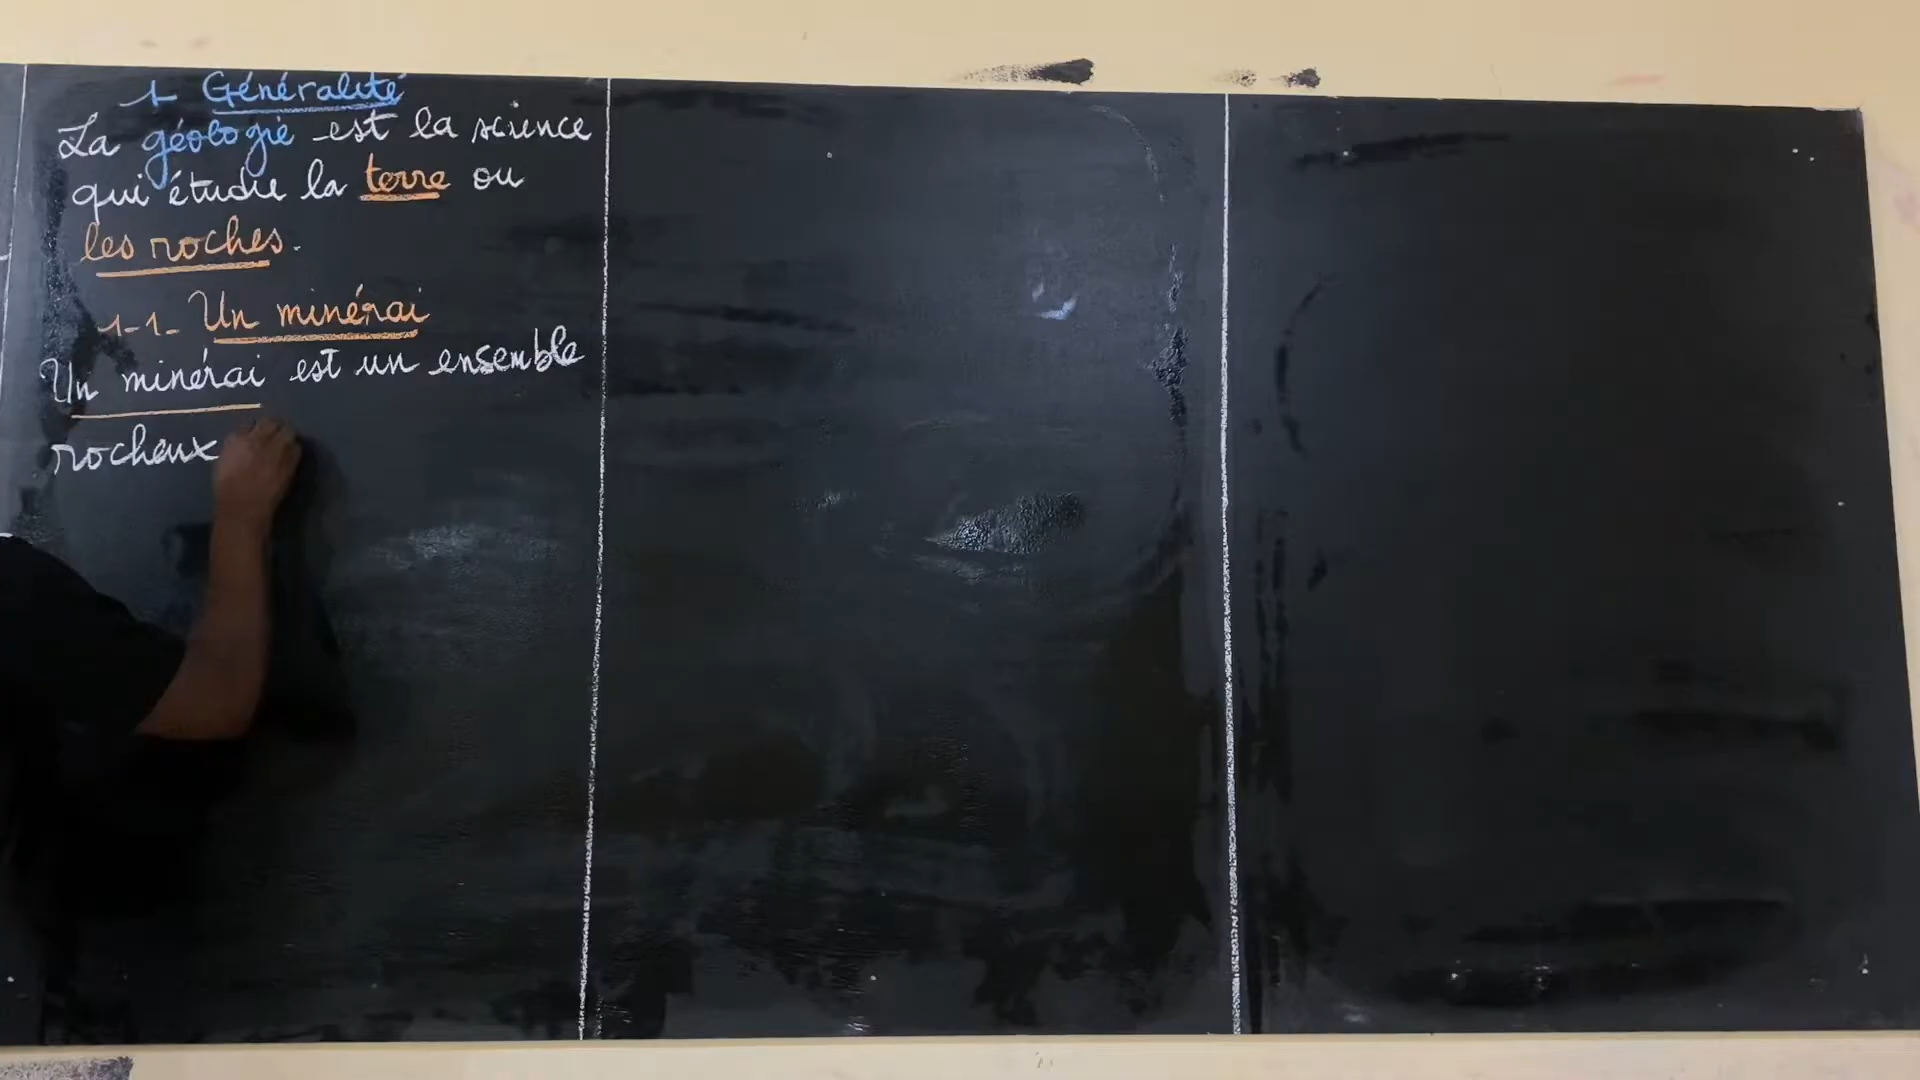 1- Généralité
La géologie est la science
qui étudie la terre ou
les roches.
1-1- Un minérai
Un minérai est un ensemble
rocheux